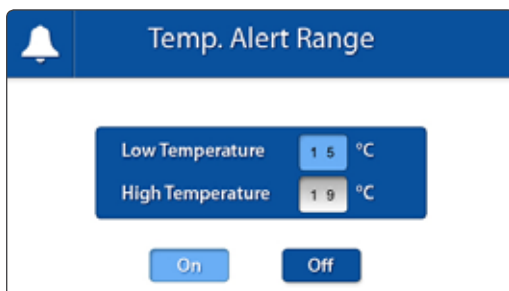 Temp. Alert Range
Low Temperature 15 °C
High Temperature 19 °C
On Off